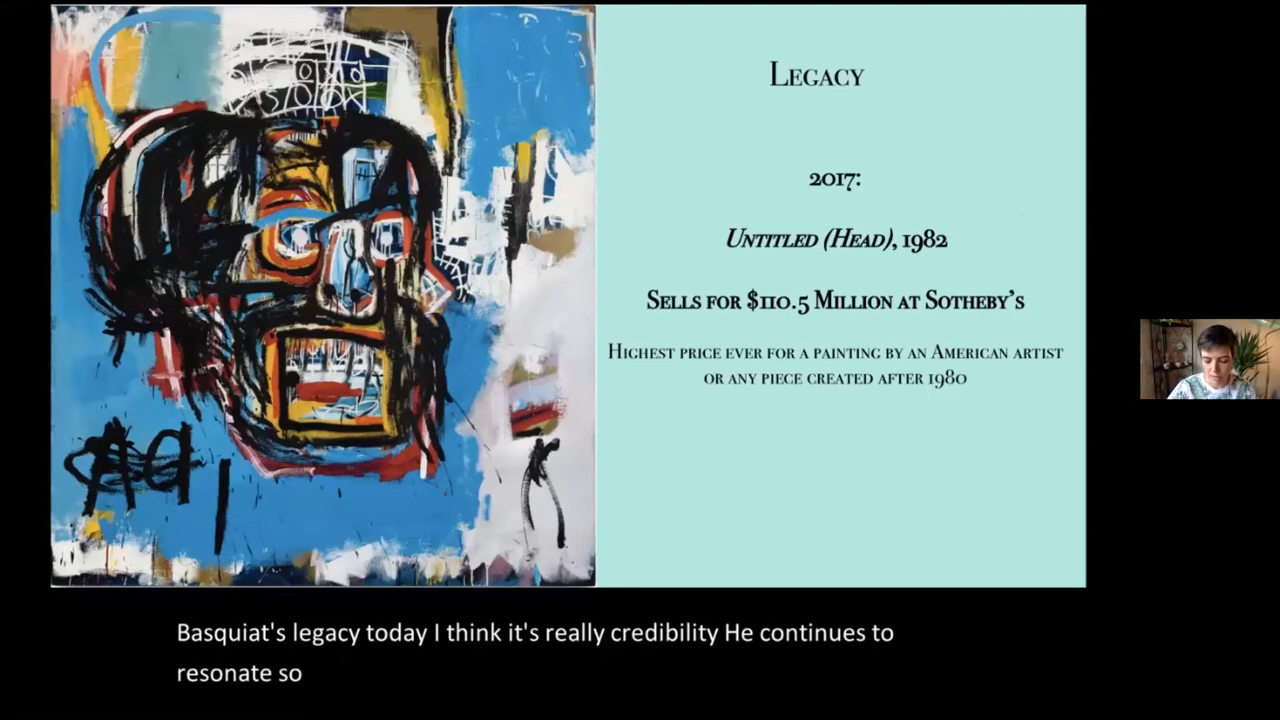 Legacy
2017:
Untitled (Head), 1982
Sells for $110.5 Million at Sotheby's
Highest price ever for a painting by an American artist
or any piece created after 1980
Basquiat's legacy today I think it's really credibility He continues to
resonate so